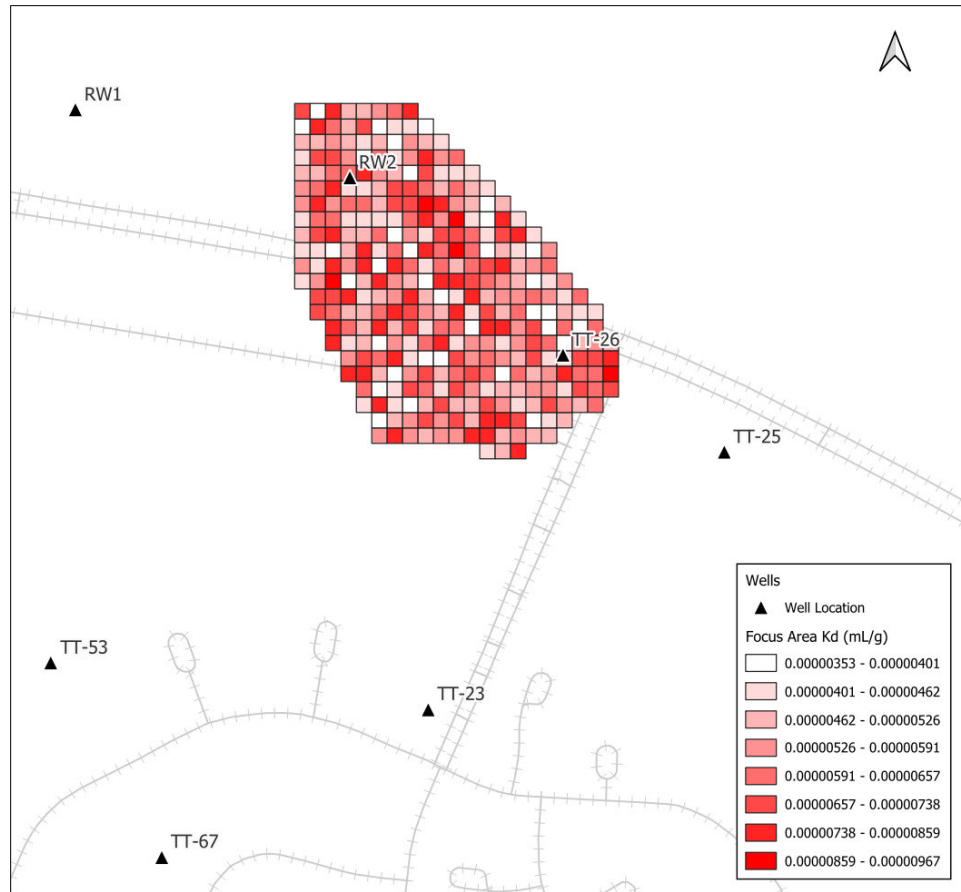 RW1
RW2
TT-26
TT-25
TT-53
TT-23
TT-67
Wells
Well Location
Focus Area Kd (mL/g)
0.00000353 - 0.00000401
0.00000401 - 0.00000462
0.00000462 - 0.00000526
0.00000526 - 0.00000591
0.00000591 - 0.00000657
0.00000657 - 0.00000738
0.00000738 - 0.00000859
0.00000859 - 0.00000967